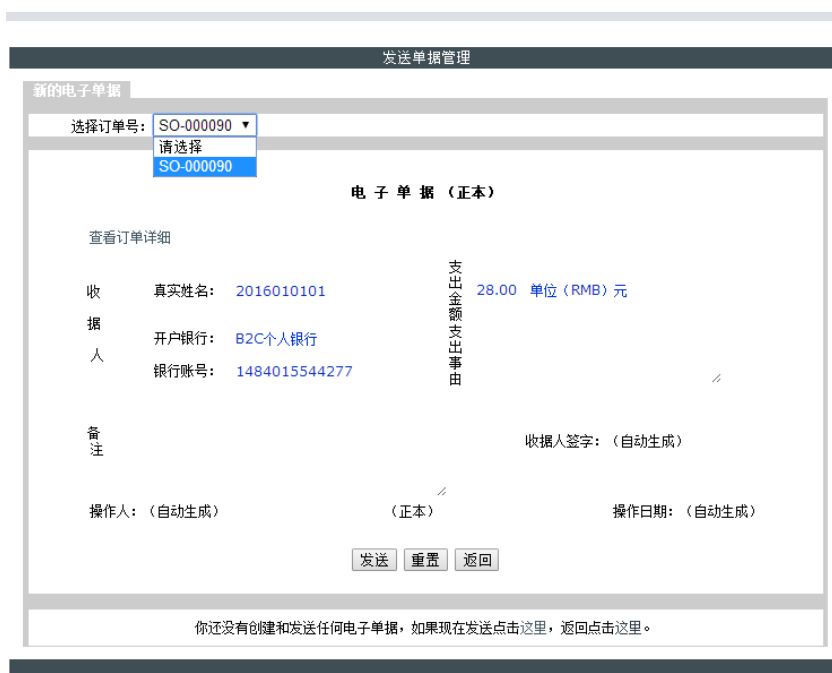 发送单据管理
新的电子单据
选择订单号: SO-000090 ▼
请选择
SO-000090
电 子 单 据 (正本)
查看订单详细
收据人
真实姓名: 2016010101
支出金额
28.00 单位(RMB)元
开户银行: B2C个人银行
支出事由
银行账号: 1484015544277
备注
收据人签字:(自动生成)
操作人:(自动生成) (正本) 操作日期:(自动生成)
发送 重置 返回
你还没有创建和发送任何电子单据，如果现在发送点击这里，返回点击这里。